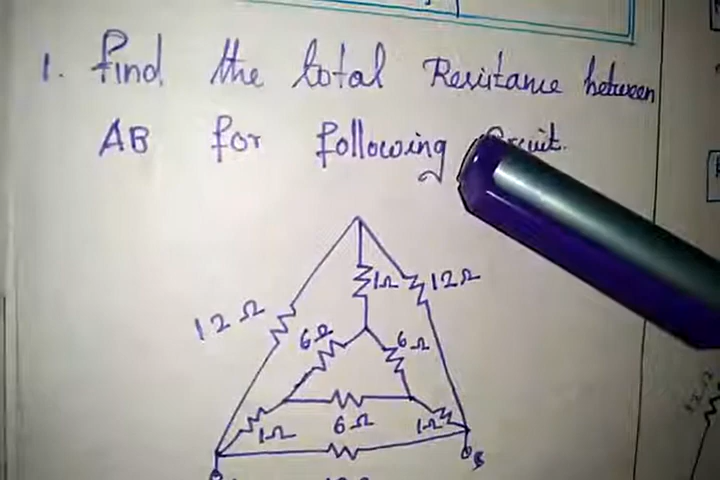 1. Find the total Resistance between
AB for following
12Ω
1Ω
12Ω
6Ω
6Ω
6Ω
1Ω
1Ω
B